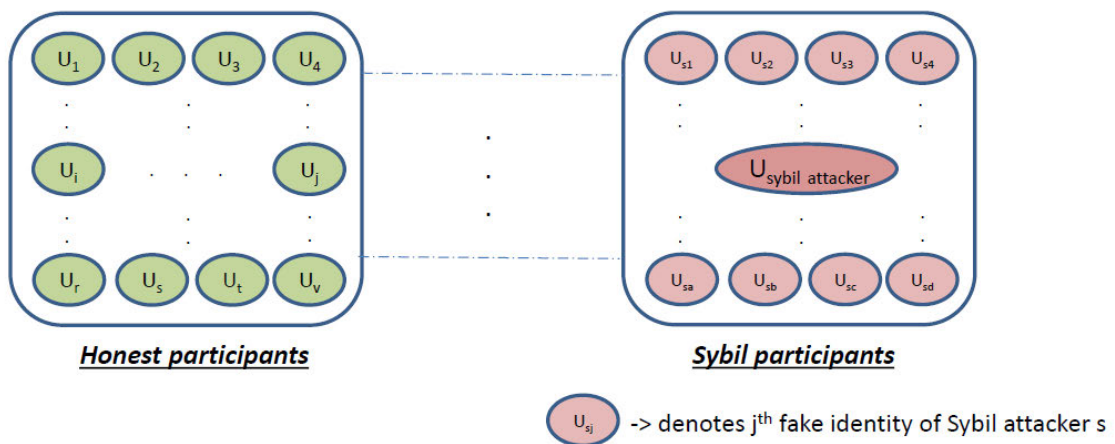 U1 U2 U3 U4 Us1 Us2 Us3 Us4
Ui Uj Usybil attacker
Ur Us Ut Uv Usa Usb Usc Usd
Honest participants Sybil participants
Usj -> denotes jth fake identity of Sybil attacker s